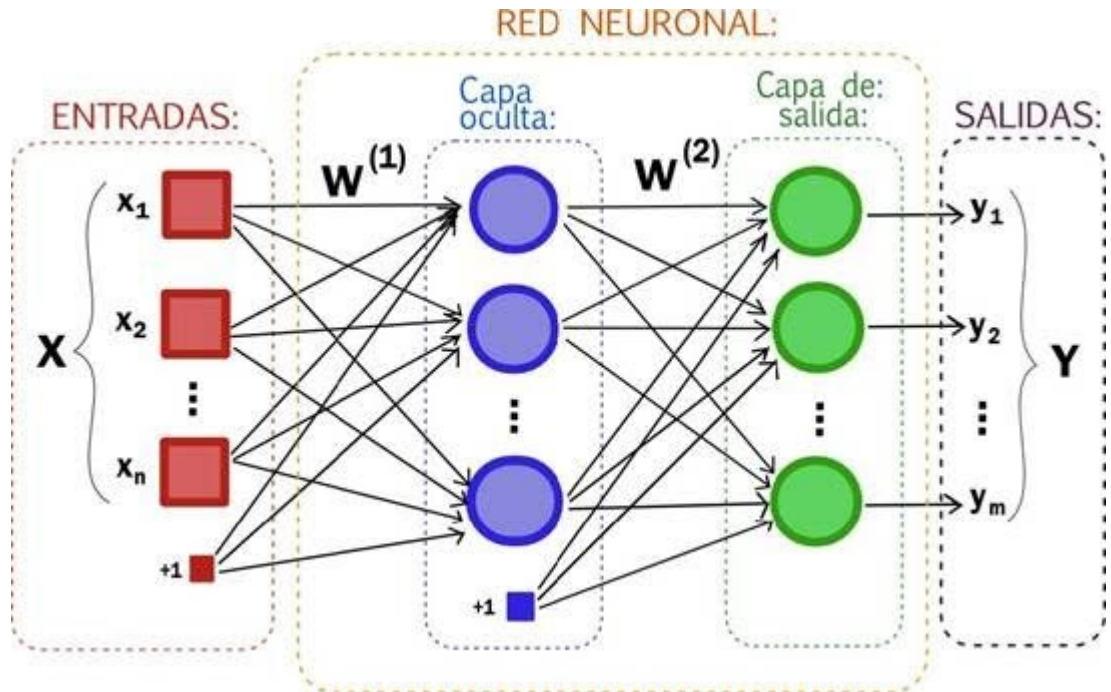 RED NEURONAL:
ENTRADAS:
Capa
oculta:
Capa de:
salida:
SALIDAS:
W(1)
W(2)
x1
x2
⋮
xn
+1
X
⋮
+1
⋮
y1
y2
⋮
ym
Y